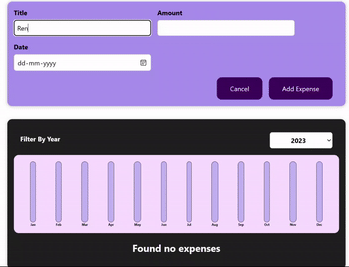 Title Amount
Ren
Date
dd-mm-yyyy
Cancel Add Expense
Filter By Year 2023
Jan Feb Mar Apr May Jun Jul Aug Sep Oct Nov Dec
Found no expenses